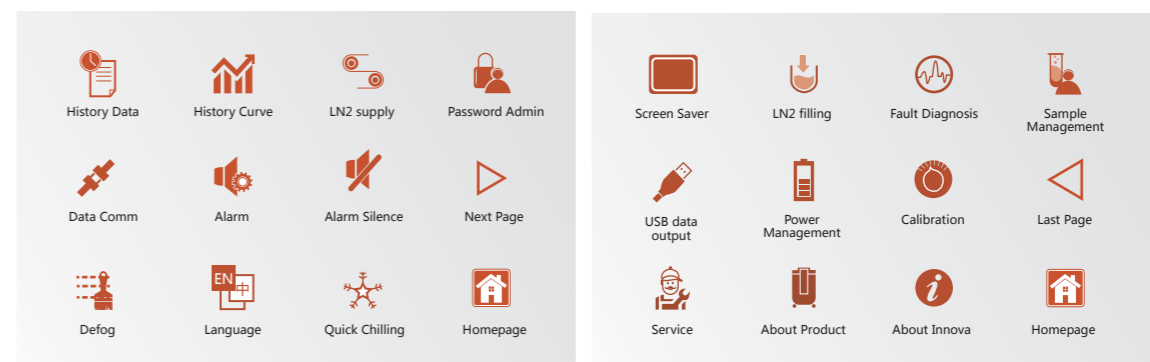 History Data
History Curve
LN2 supply
Password Admin
Data Comm
Alarm
Alarm Silence
Next Page
EN
中
Defog
Language
Quick Chilling
Homepage
Screen Saver
LN2 filling
Fault Diagnosis
Sample
Management
USB data
output
Power
Management
Calibration
Last Page
i
Service
About Product
About Innova
Homepage